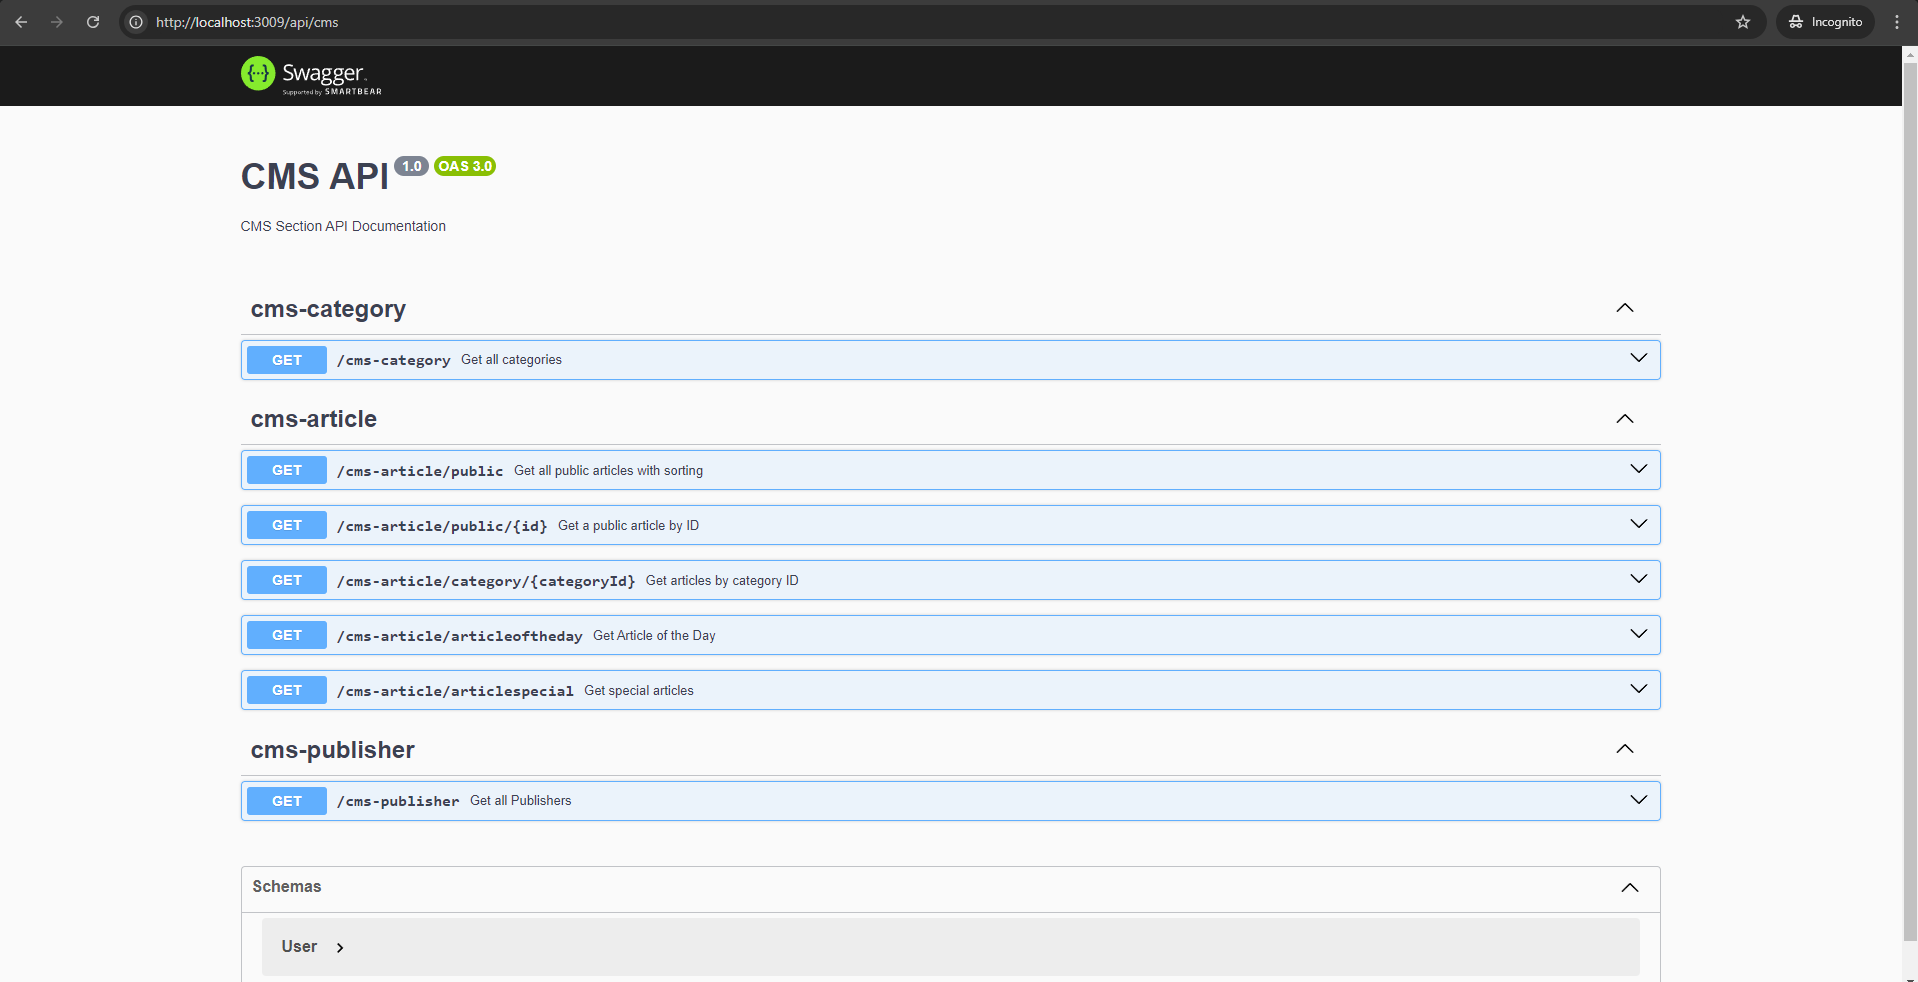 http://localhost:3009/api/cms
Incognito
Swagger
Supported by SMARTBEAR
CMS API 1.0 OAS 3.0
CMS Section API Documentation
cms-category
GET /cms-category Get all categories
cms-article
GET /cms-article/public Get all public articles with sorting
GET /cms-article/public/{id} Get a public article by ID
GET /cms-article/category/{categoryId} Get articles by category ID
GET /cms-article/articleoftheday Get Article of the Day
GET /cms-article/articlespecial Get special articles
cms-publisher
GET /cms-publisher Get all Publishers
Schemas
User